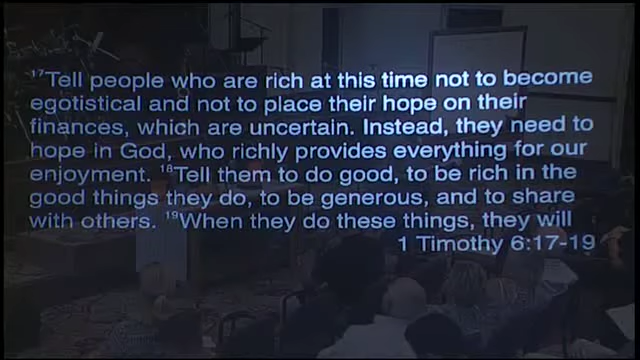 ¹⁷Tell people who are rich at this time not to become
egotistical and not to place their hope on their
finances, which are uncertain. Instead, they need to
hope in God, who richly provides everything for our
enjoyment. ¹⁸Tell them to do good, to be rich in the
good things they do, to be generous, and to share
with others. ¹⁹When they do these things, they will
1 Timothy 6:17-19